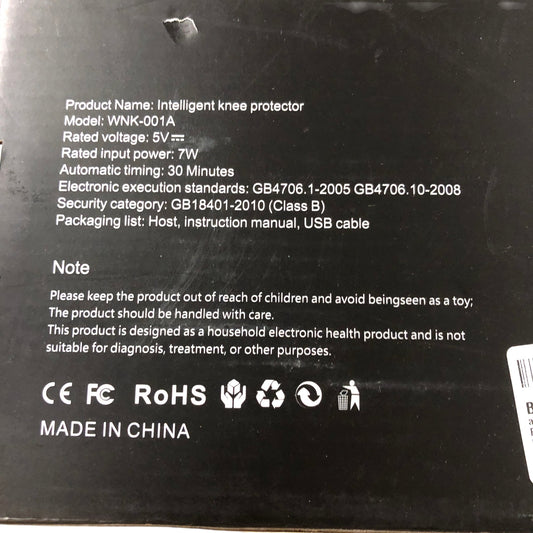 Product Name: Intelligent knee protector
Model: WNK-001A
Rated voltage: 5V⎓
Rated input power: 7W
Automatic timing: 30 Minutes
Electronic execution standards: GB4706.1-2005 GB4706.10-2008
Security category: GB18401-2010 (Class B)
Packaging list: Host, instruction manual, USB cable
Note
Please keep the product out of reach of children and avoid beingseen as a toy;
The product should be handled with care.
This product is designed as a household electronic health product and is not
suitable for diagnosis, treatment, or other purposes.
CE FC RoHS
MADE IN CHINA